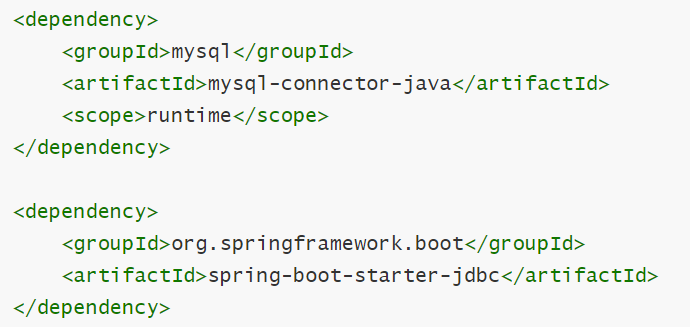 <dependency>
    <groupId>mysql</groupId>
    <artifactId>mysql-connector-java</artifactId>
    <scope>runtime</scope>
</dependency>

<dependency>
    <groupId>org.springframework.boot</groupId>
    <artifactId>spring-boot-starter-jdbc</artifactId>
</dependency>